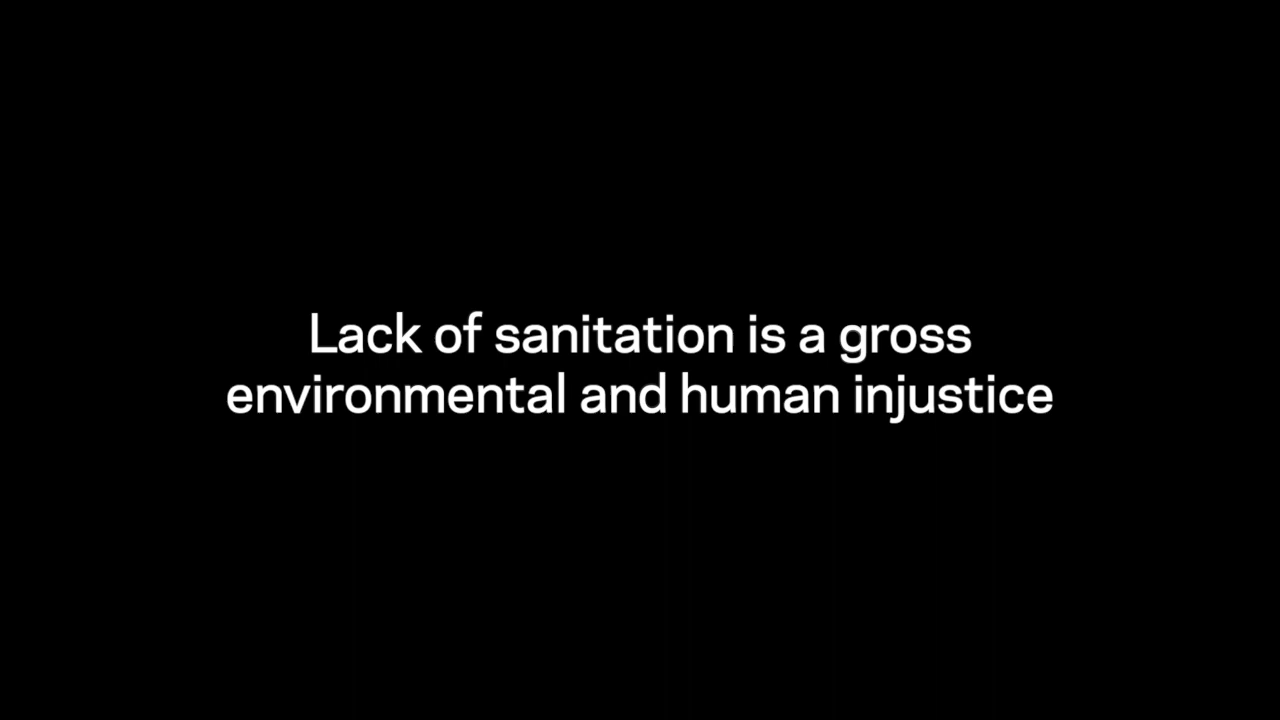 Lack of sanitation is a gross
environmental and human injustice